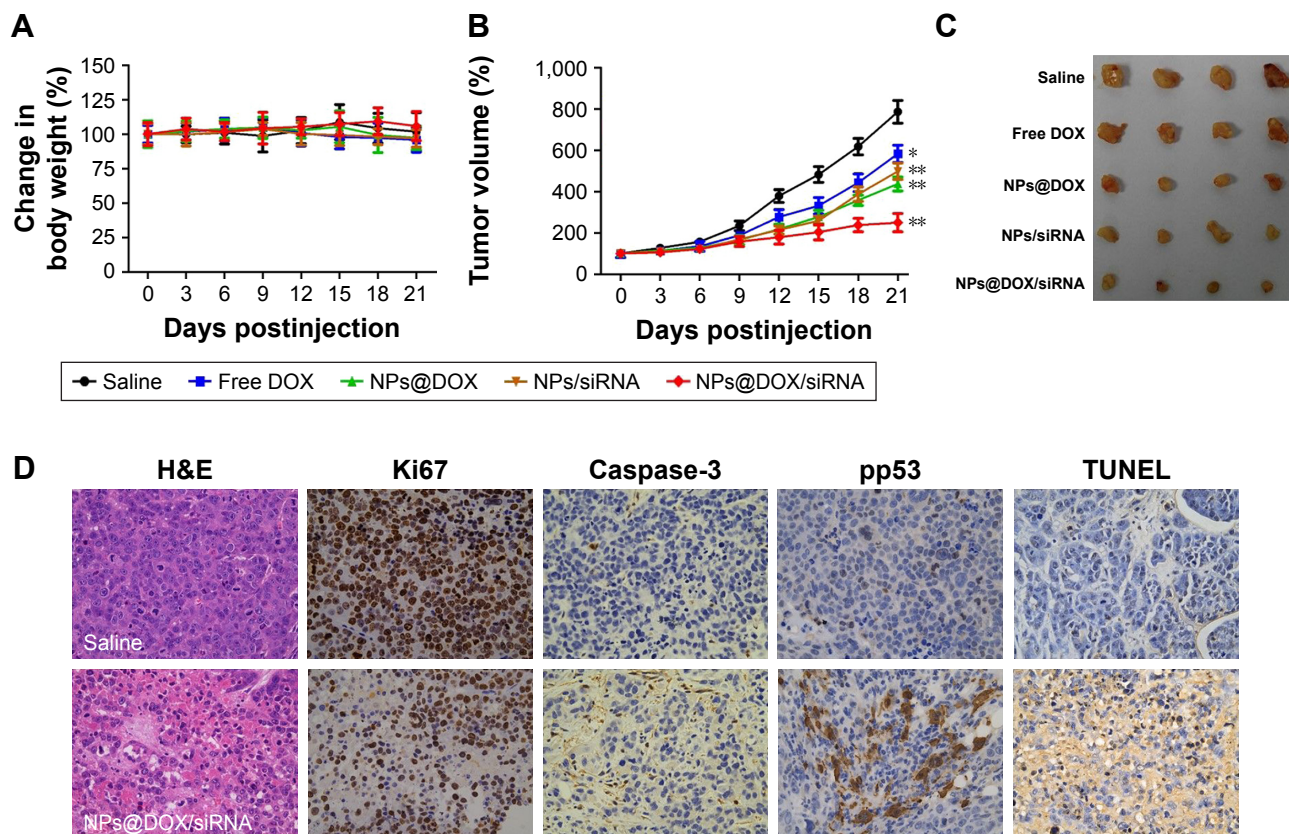 A
B
C
Change in
body weight (%)
150
125
100
75
50
25
0
0 3 6 9 12 15 18 21
Days postinjection
Tumor volume (%)
1,000
800
600
400
200
0
0 3 6 9 12 15 18 21
Days postinjection
*
**
**
**
Saline
Free DOX
NPs@DOX
NPs/siRNA
NPs@DOX/siRNA
Saline Free DOX NPs@DOX NPs/siRNA NPs@DOX/siRNA
D
H&E Ki67 Caspase-3 pp53 TUNEL
Saline
NPs@DOX/siRNA